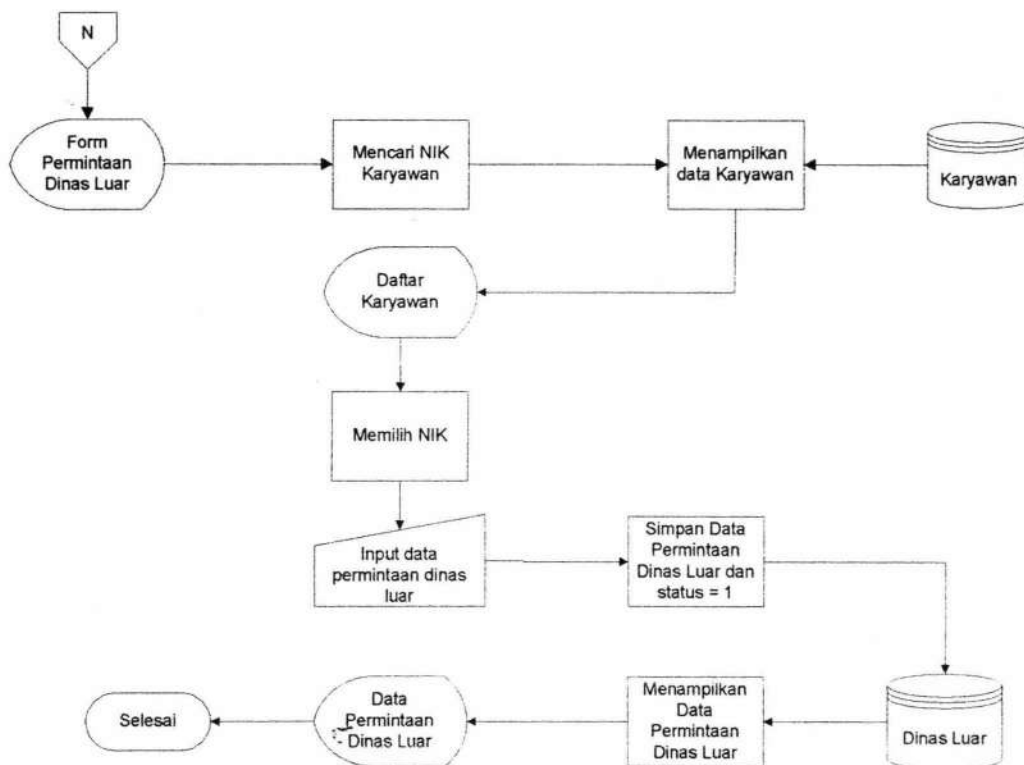 N
Form
Permintaan
Dinas Luar
Mencari NIK
Karyawan
Menampilkan
data Karyawan
Karyawan
Daftar
Karyawan
Memilih NIK
Input data
permintaan dinas
luar
Simpan Data
Permintaan
Dinas Luar dan
status = 1
Selesai
Data
Permintaan
Dinas Luar
Menampilkan
Data
Permintaan
Dinas Luar
Dinas Luar